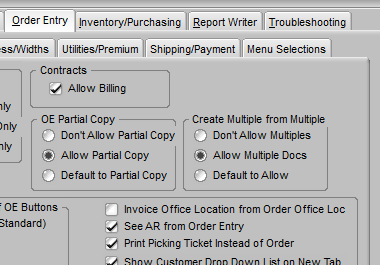 Order Entry Inventory/Purchasing Report Writer Troubleshooting
ess/Widths Utilities/Premium Shipping/Payment Menu Selections
Contracts
Allow Billing
OE Partial Copy Create Multiple from Multiple
Don't Allow Partial Copy Don't Allow Multiples
Only Allow Partial Copy Allow Multiple Docs
nly Default to Partial Copy Default to Allow
of OE Buttons Invoice Office Location from Order Office Loc
Standard) See AR from Order Entry
Print Picking Ticket Instead of Order
Show Customer Drop Down List on New Tab